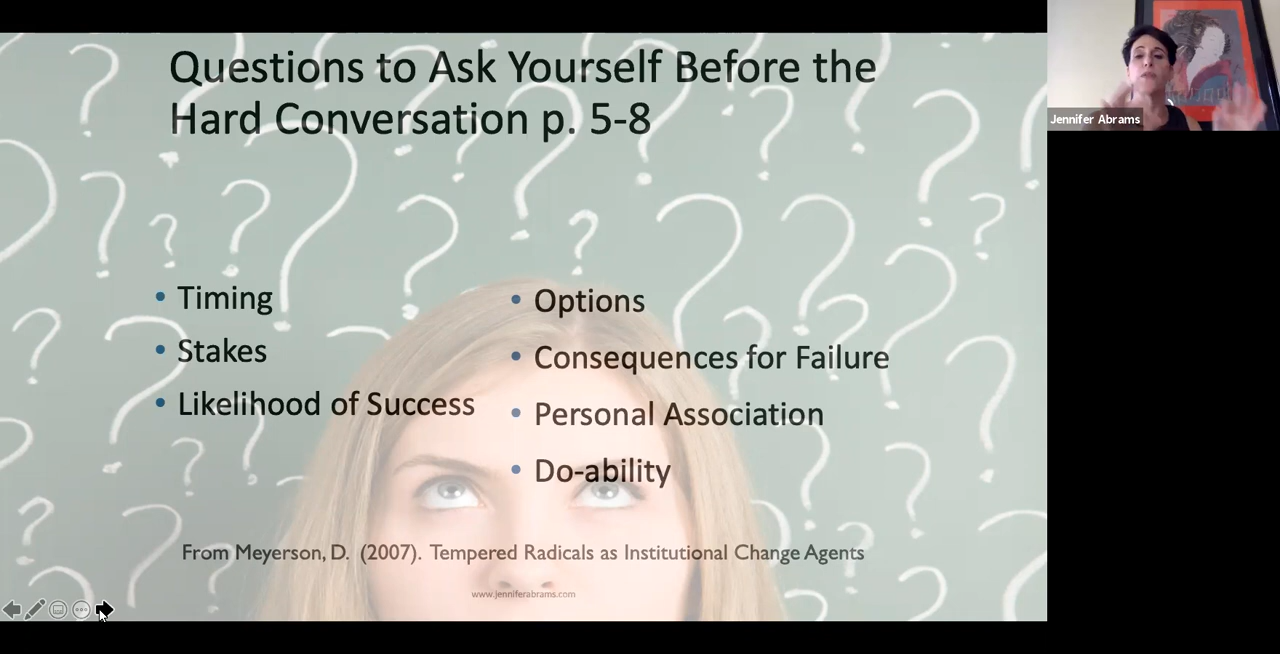 Questions to Ask Yourself Before the
Hard Conversation p. 5-8
• Timing
• Stakes
• Likelihood of Success
• Options
• Consequences for Failure
• Personal Association
• Do-ability
From Meyerson, D. (2007). Tempered Radicals as Institutional Change Agents
www.jenniferabrams.com
Jennifer Abrams